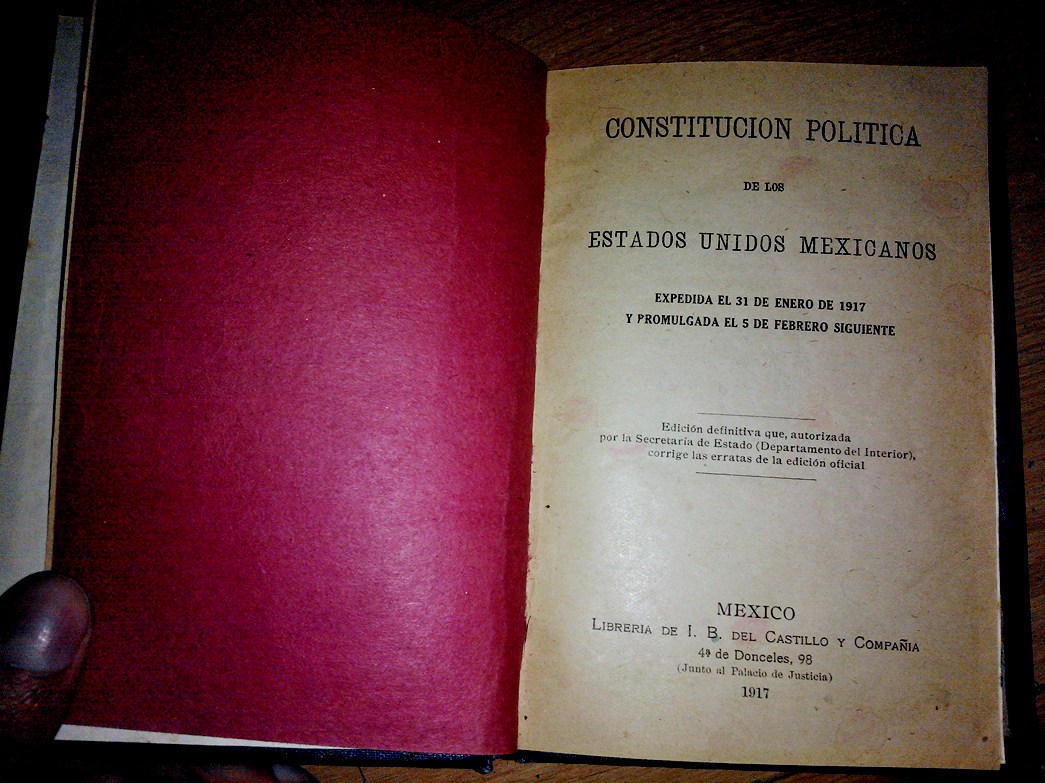 CONSTITUCION POLITICA
DE LOS
ESTADOS UNIDOS MEXICANOS
EXPEDIDA EL 31 DE ENERO DE 1917
Y PROMULGADA EL 5 DE FEBRERO SIGUIENTE
Edición definitiva que, autorizada
por la Secretaría de Estado (Departamento del Interior),
corrige las erratas de la edición oficial
MEXICO
LIBRERIA DE I. B. DEL CASTILLO Y COMPAÑIA
4ª de Donceles, 98
(Junto al Palacio de Justicia)
1917